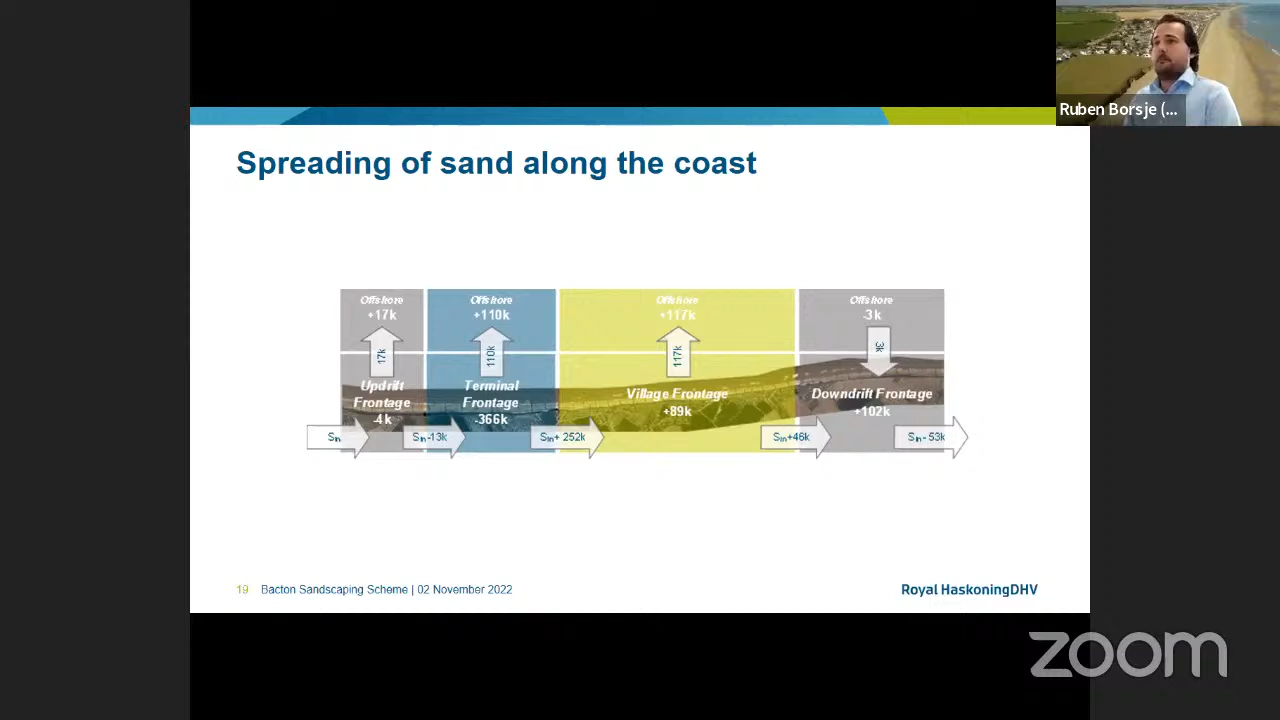 Ruben Borsje (...
Spreading of sand along the coast
Offshore
+17k
Offshore
+110k
Offshore
+117k
Offshore
-3k
17k
110k
117k
3k
Updrift
Frontage
-4k
Terminal
Frontage
-366k
Village Frontage
+89k
Downdrift Frontage
+102k
Sin
Sin-13k
Sin+ 252k
Sin+46k
Sin- 53k
19 Bacton Sandscaping Scheme | 02 November 2022
Royal HaskoningDHV
zoom